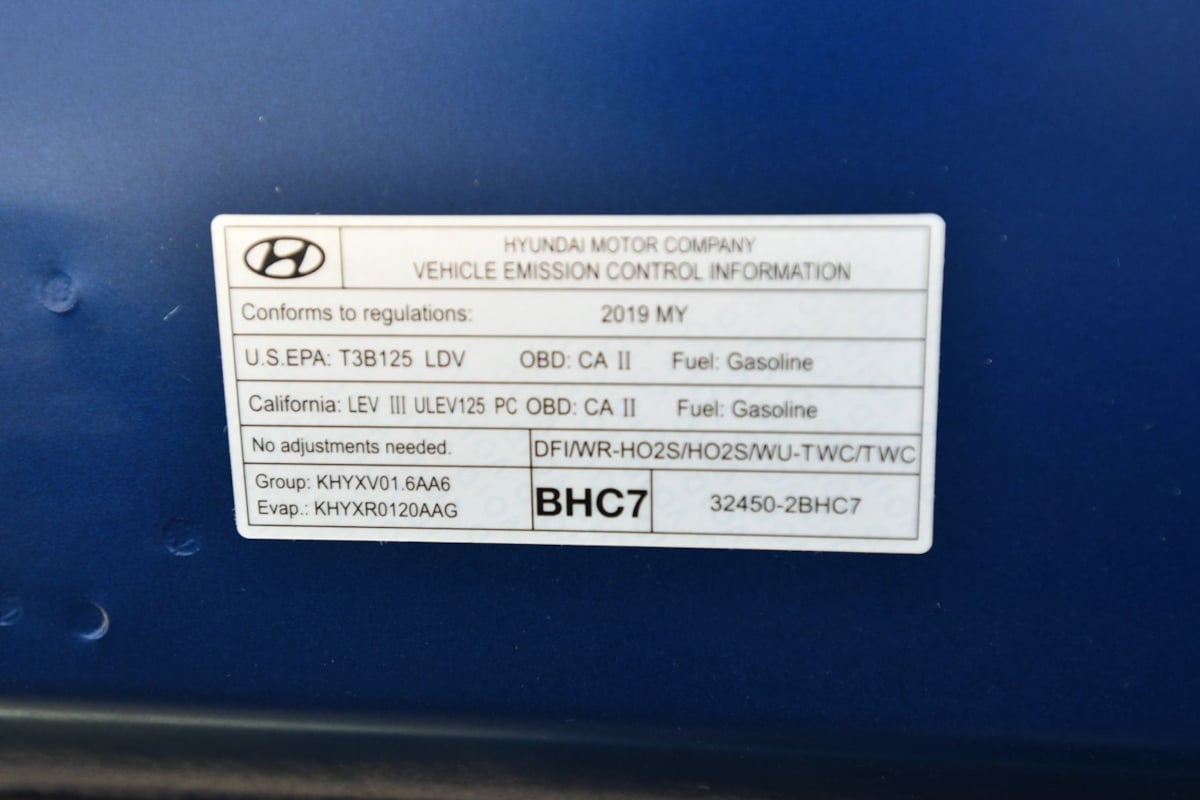 HYUNDAI MOTOR COMPANY
VEHICLE EMISSION CONTROL INFORMATION
Conforms to regulations: 2019 MY
U.S.EPA: T3B125 LDV OBD: CA II Fuel: Gasoline
California: LEV III ULEV125 PC OBD: CA II Fuel: Gasoline
No adjustments needed. DFI/WR-HO2S/HO2S/WU-TWC/TWC
Group: KHYXV01.6AA6
Evap.: KHYXR0120AAG
BHC7
32450-2BHC7